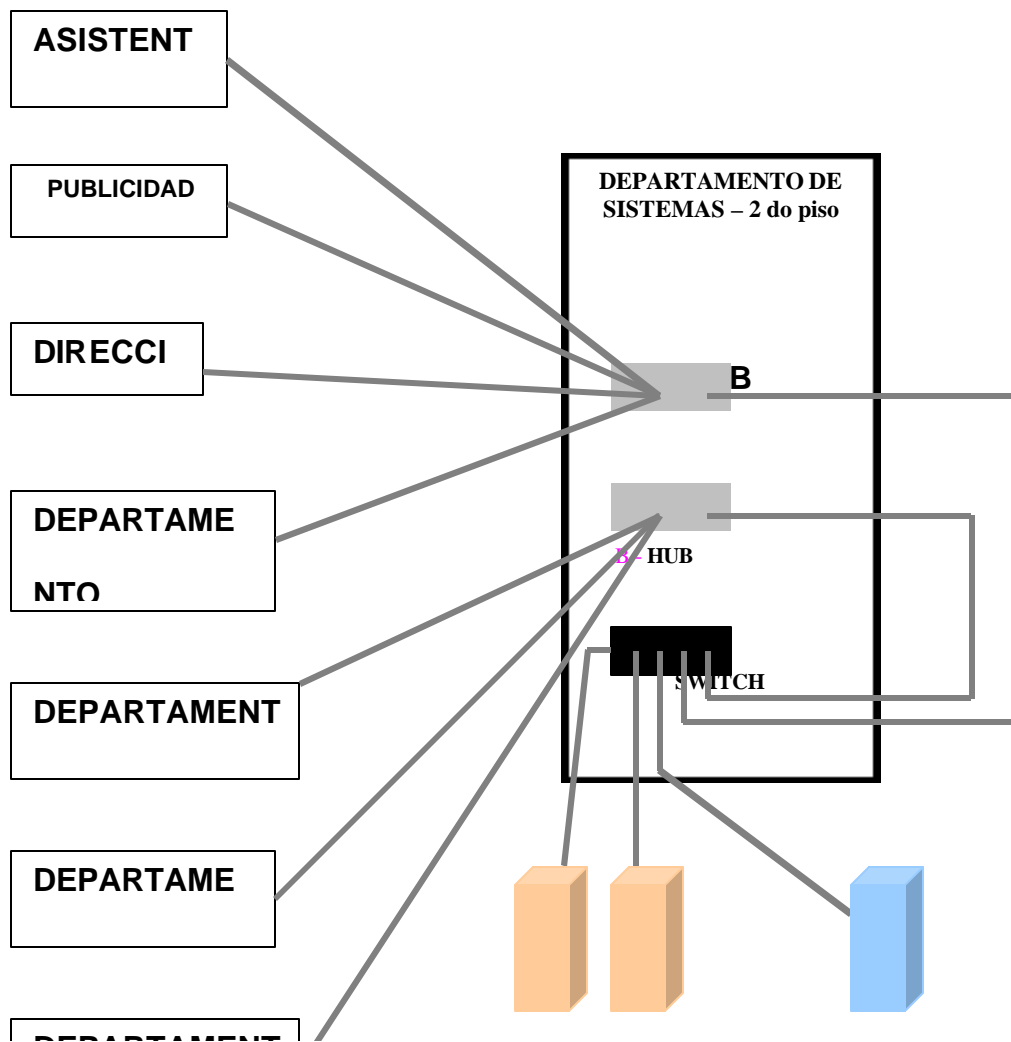 ASISTENT
PUBLICIDAD
DIRECCI
DEPARTAME
NTO
DEPARTAMENT
DEPARTAME
DEPARTAMENT
DEPARTAMENTO DE
SISTEMAS – 2 do piso
B
B - HUB
SWITCH